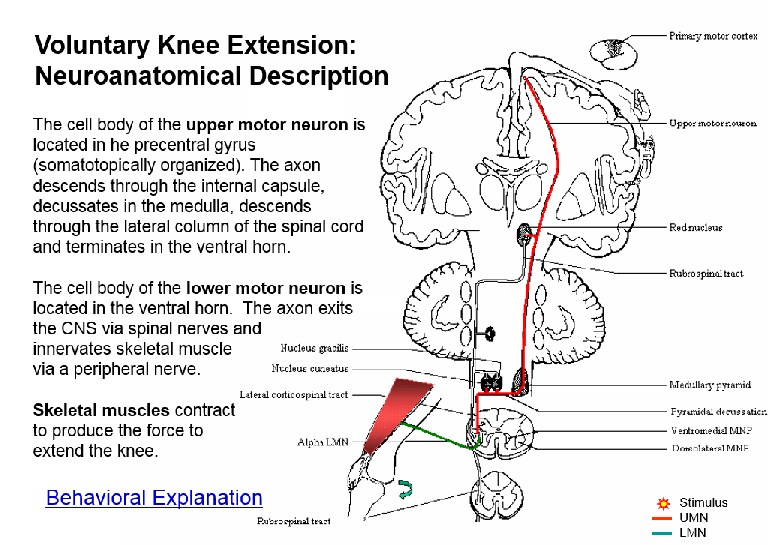 Voluntary Knee Extension:
Neuroanatomical Description
The cell body of the upper motor neuron is
located in he precentral gyrus
(somatotopically organized). The axon
descends through the internal capsule,
decussates in the medulla, descends
through the lateral column of the spinal cord
and terminates in the ventral horn.
The cell body of the lower motor neuron is
located in the ventral horn. The axon exits
the CNS via spinal nerves and
innervates skeletal muscle
via a peripheral nerve.
Skeletal muscles contract
to produce the force to
extend the knee.
Behavioral Explanation
Primary motor cortex
Upper motor neuron
Red nucleus
Rubrospinal tract
Nucleus gracilis
Nucleus cuneatus
Lateral corticospinal tract
Alpha LMN
Rubrospinal tract
Medullary pyramid
Pyramidal decussation
Ventromedial MNP
Dorsolateral MNP
Stimulus
UMN
LMN